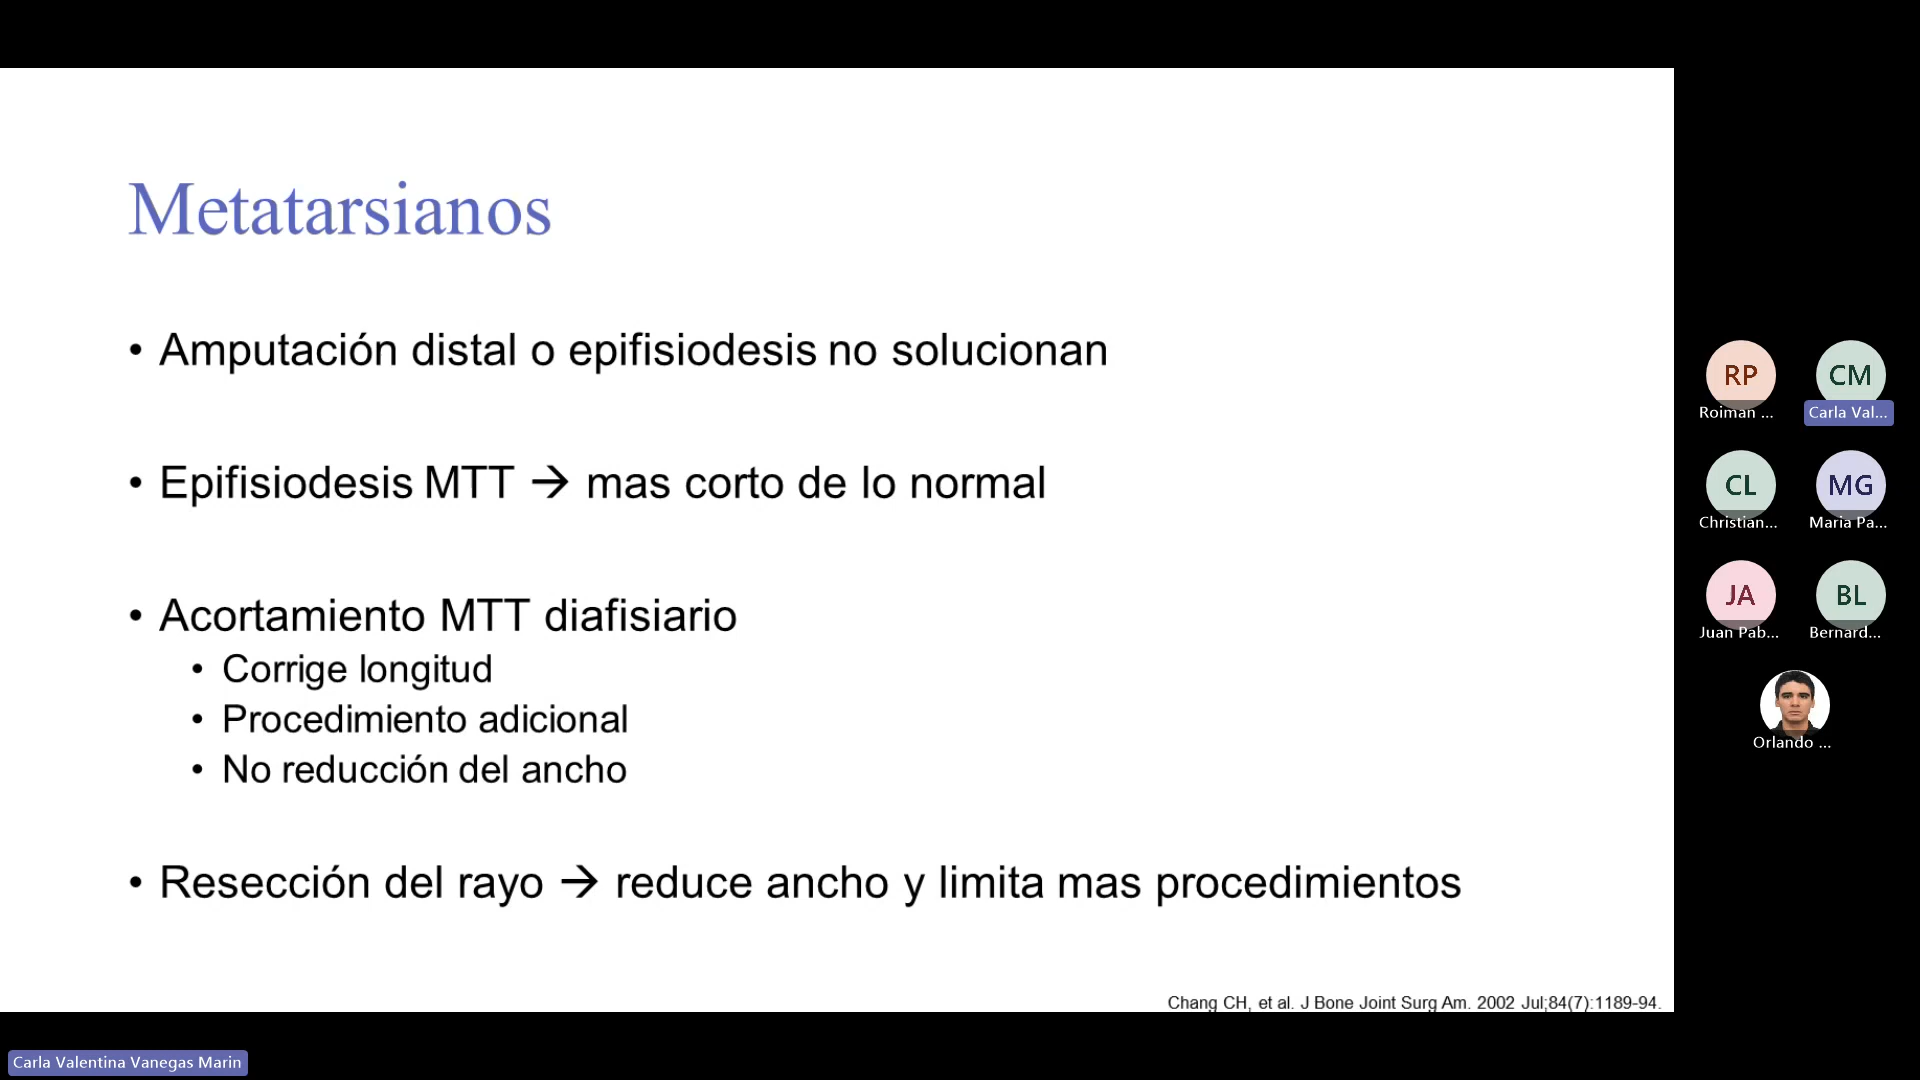 Metatarsianos
• Amputación distal o epifisiodesis no solucionan
• Epifisiodesis MTT → mas corto de lo normal
• Acortamiento MTT diafisiario
• Corrige longitud
• Procedimiento adicional
• No reducción del ancho
• Resección del rayo → reduce ancho y limita mas procedimientos
Chang CH, et al. J Bone Joint Surg Am. 2002 Jul;84(7):1189-94.
RP
Roiman ...
CM
Carla Val...
CL
Christian...
MG
Maria Pa...
JA
Juan Pab...
BL
Bernard...
Orlando ...
Carla Valentina Vanegas Marin